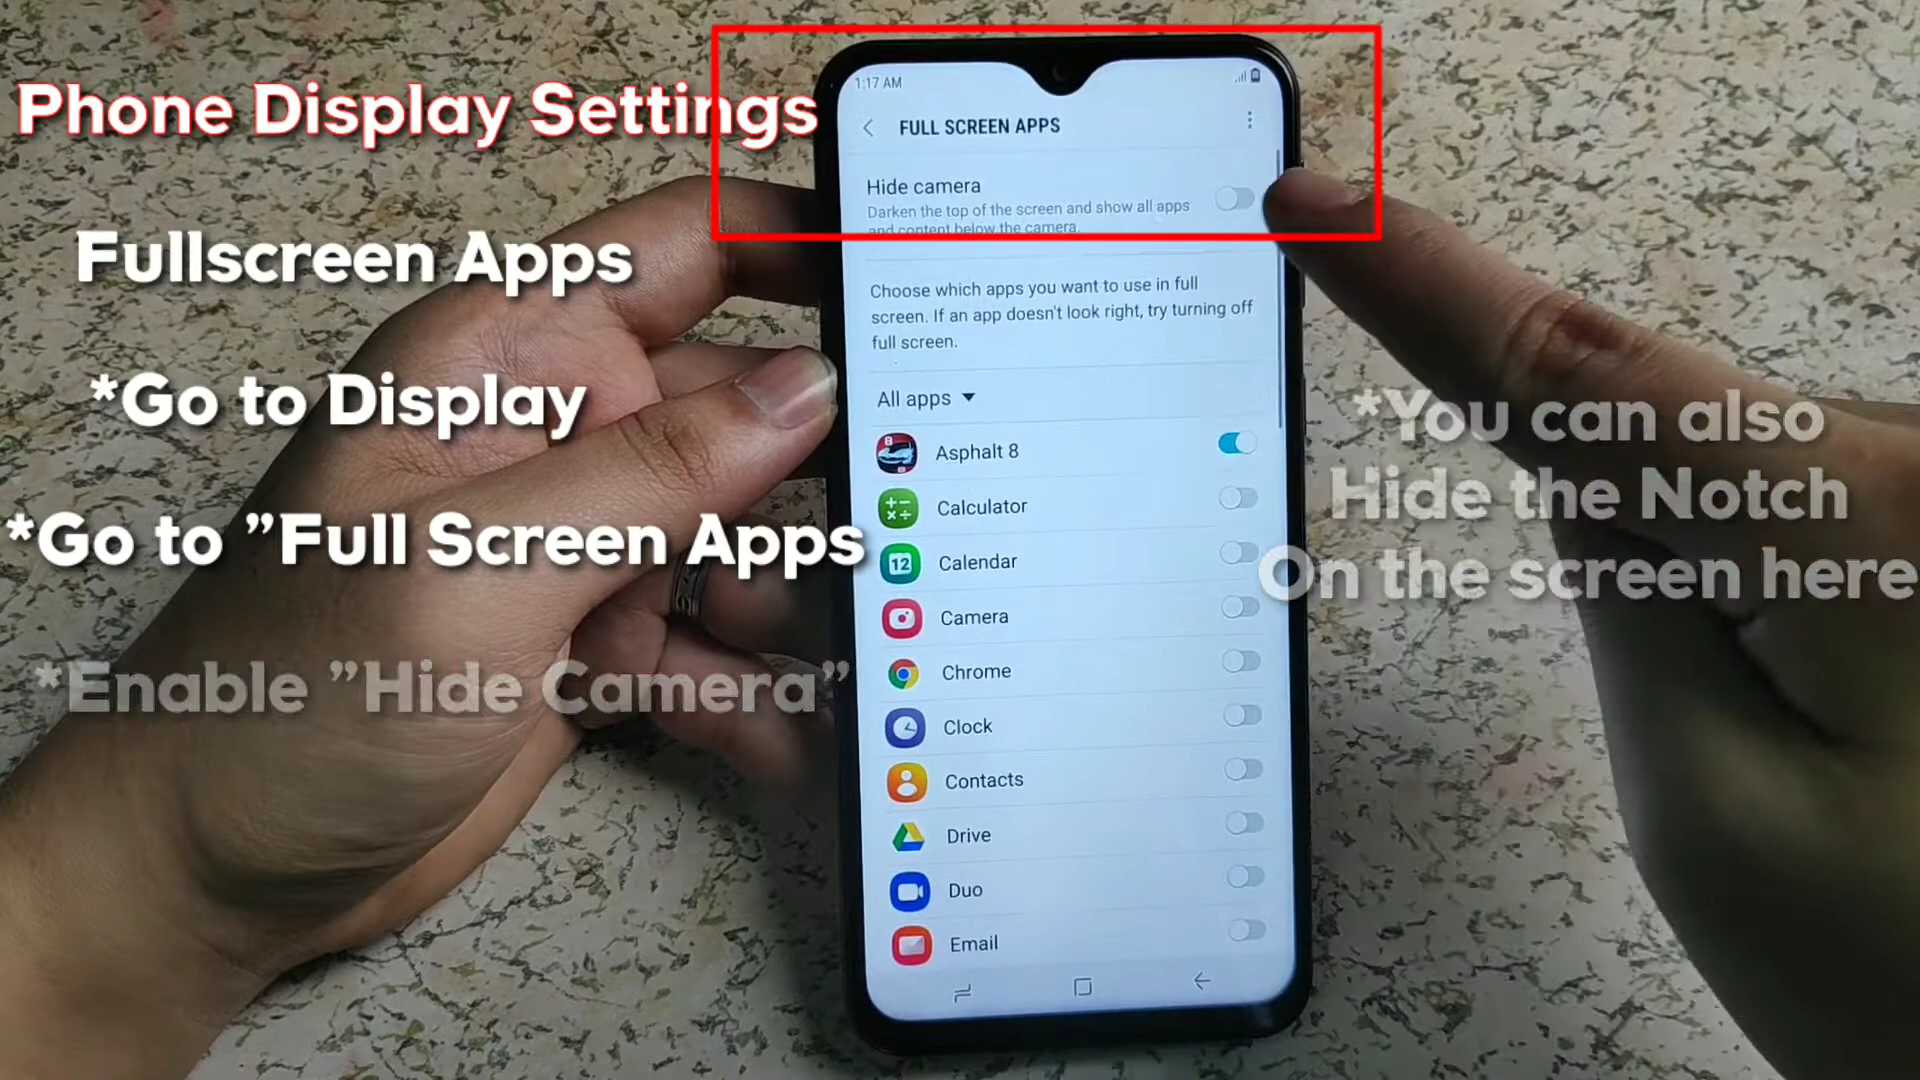 Phone Display Settings
Fullscreen Apps
*Go to Display
*Go to ”Full Screen Apps
*Enable ”Hide Camera”
1:17 AM
FULL SCREEN APPS
Hide camera
Darken the top of the screen and show all apps
and content below the camera.
Choose which apps you want to use in full
screen. If an app doesn't look right, try turning off
full screen.
All apps
8
Asphalt 8
Calculator
12
Calendar
Camera
Chrome
Clock
Contacts
Drive
Duo
Email
*You can also
Hide the Notch
On the screen here